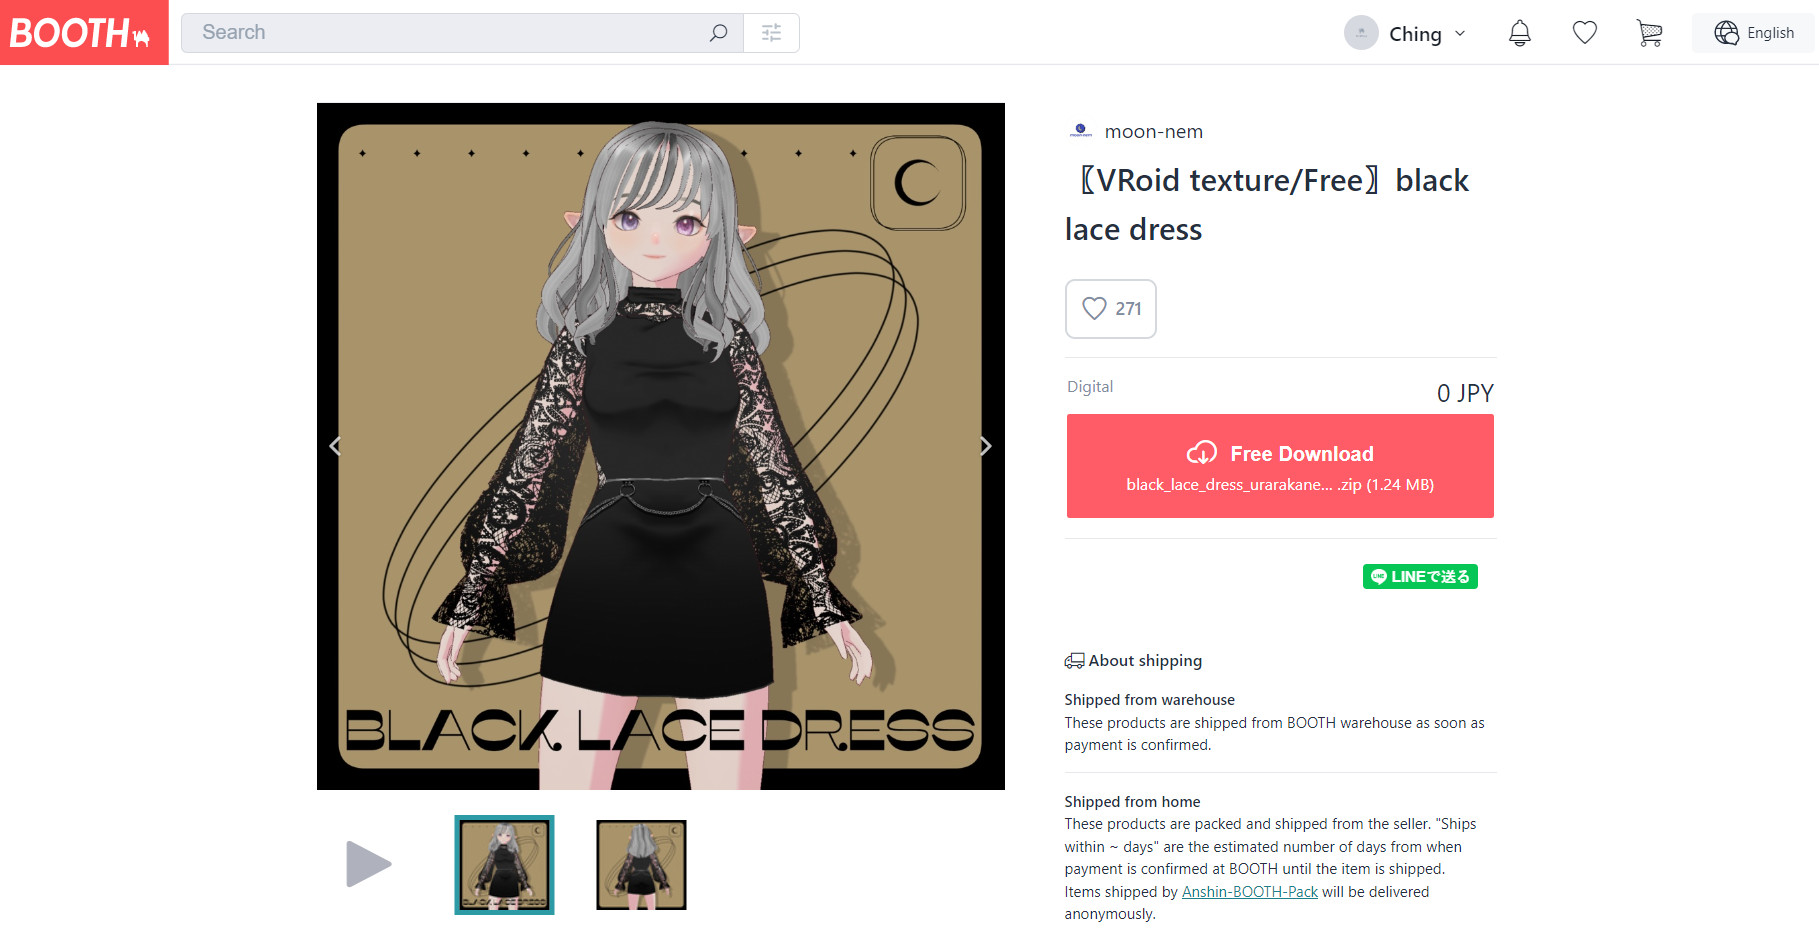 BOOTH
Search
Ching
English
moon-nem
〖VRoid texture/Free〗black
lace dress
271
Digital
0 JPY
Free Download
black_lace_dress_urarakane... .zip (1.24 MB)
LINE
LINEで送る
About shipping
Shipped from warehouse
These products are shipped from BOOTH warehouse as soon as
payment is confirmed.
Shipped from home
These products are packed and shipped from the seller. "Ships
within ~ days" are the estimated number of days from when
payment is confirmed at BOOTH until the item is shipped.
Items shipped by Anshin-BOOTH-Pack will be delivered
anonymously.
BLACK LACE DRESS
BLACK LACE DRESS